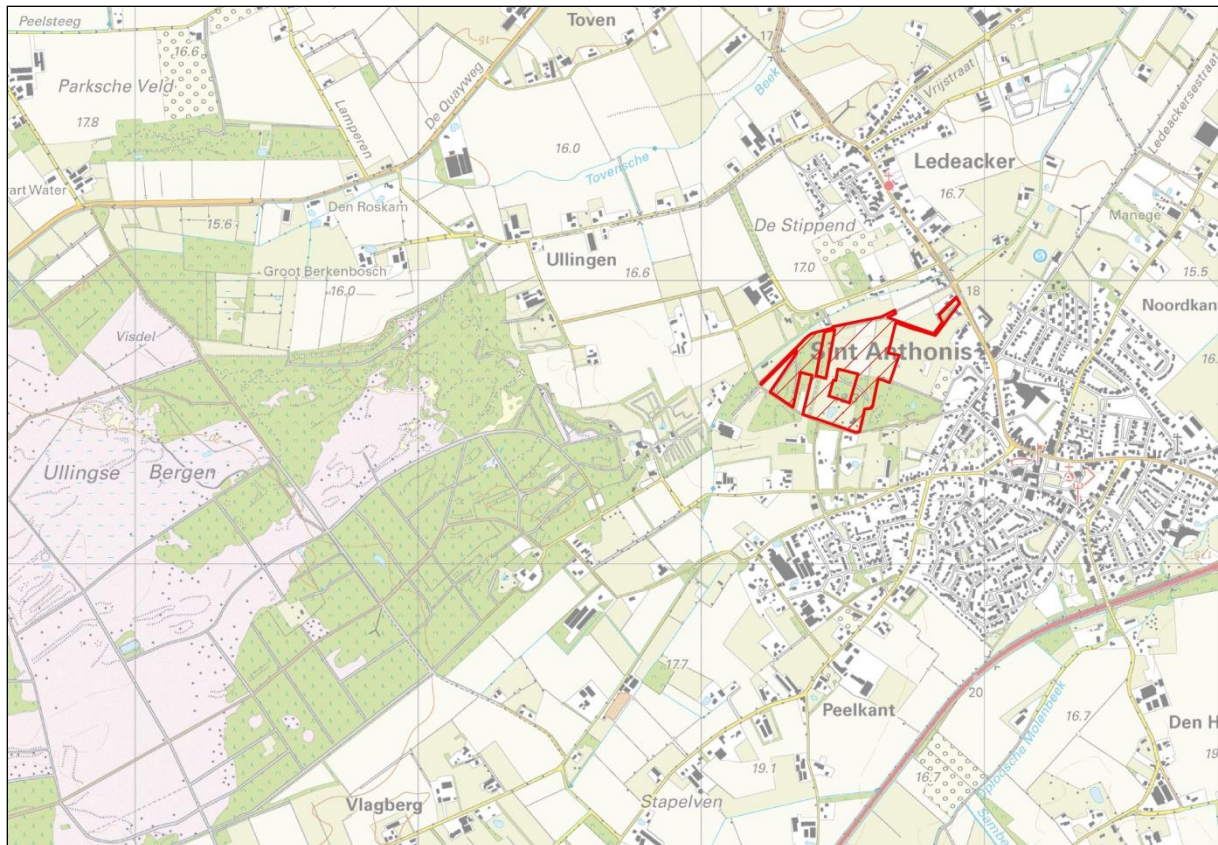 Peelsteeg
16.6
Parksche Veld
17.8
Lamperen
De Quayweg
15
Toven
17
Beek
Vrijstraat
Ledeackersestraat
16.0
Tovensche
Ledeacker
16.7
art Water
Den Roskam
15.6
De Stippend
Manege
Groot Berkenbosch
16.0
Ullingen
16.6
17.0
15.5
18
Noordkan
Visdel
Sint Anthonis
Ullingse Bergen
17.7
Peelkant
20
16.7
Den H
19.1
16.7
Oplodsche Molenbeek
Vlagberg
Stapelven
Sambe